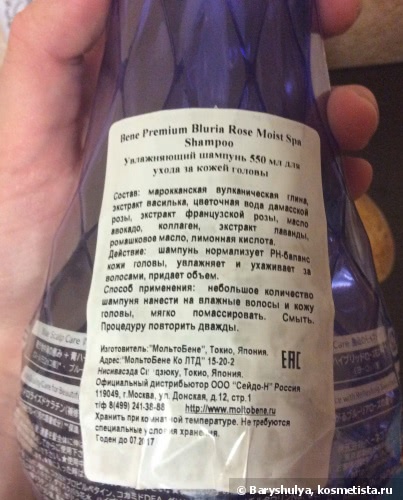 Bene Premium Bluria Rose Moist Spa
Shampoo
Увлажняющий шампунь 550 мл для
ухода за кожей головы
Состав: марокканская вулканическая глина,
экстракт василька, цветочная вода дамасской
розы, экстракт французской розы, масло
авокадо, коллаген, экстракт лаванды,
ромашковое масло, лимонная кислота.
Действие: шампунь нормализует PH-баланс
кожи головы, увлажняет и ухаживает за
волосами, придает объем.
Способ применения: небольшое количество
шампуня нанести на влажные волосы и кожу
головы, мягко помассировать. Смыть.
Процедуру повторить дважды.
Изготовитель: "МольтоБене", Токио, Япония.
Адрес:"МольтоБене Ко ЛТД" 15-20-2
EAC
Нисивасэда Синдзюку, Токио, Япония.
Официальный дистрибьютор ООО "Сейдо-Н" Россия
119049, г.Москва, ул. Донская, д.12, стр.1
т/ф 8(499) 241-38-88 http://www.moltobene.ru
Хранить при комнатной температуре. Не требуются
специальные условия хранения.
Годен до 07.2017
© Baryshulya, kosmetista.ru